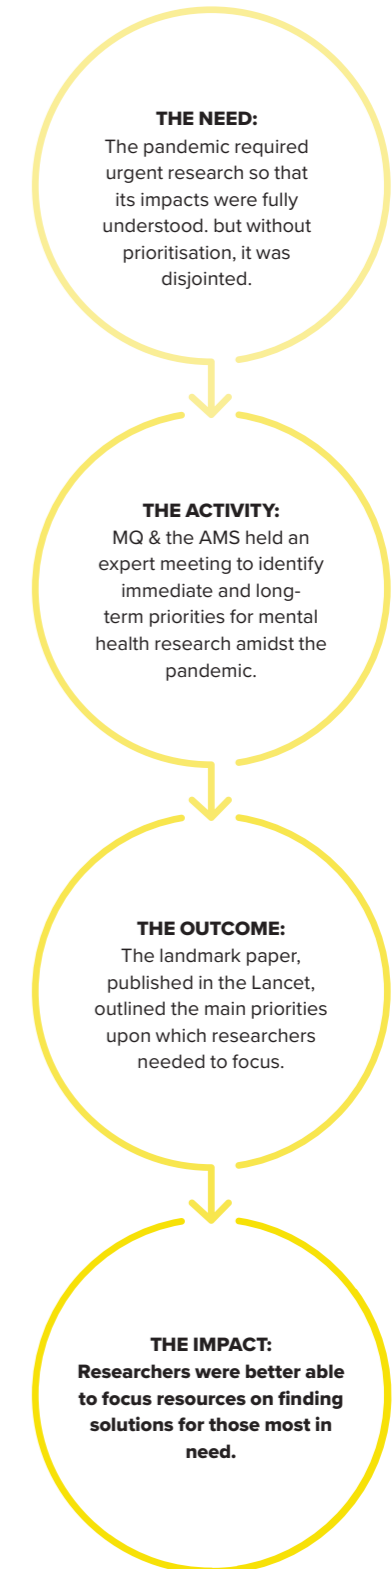 THE NEED:
The pandemic required
urgent research so that
its impacts were fully
understood. but without
prioritisation, it was
disjointed.
THE ACTIVITY:
MQ & the AMS held an
expert meeting to identify
immediate and long-
term priorities for mental
health research amidst the
pandemic.
THE OUTCOME:
The landmark paper,
published in the Lancet,
outlined the main priorities
upon which researchers
needed to focus.
THE IMPACT:
Researchers were better able
to focus resources on finding
solutions for those most in
need.